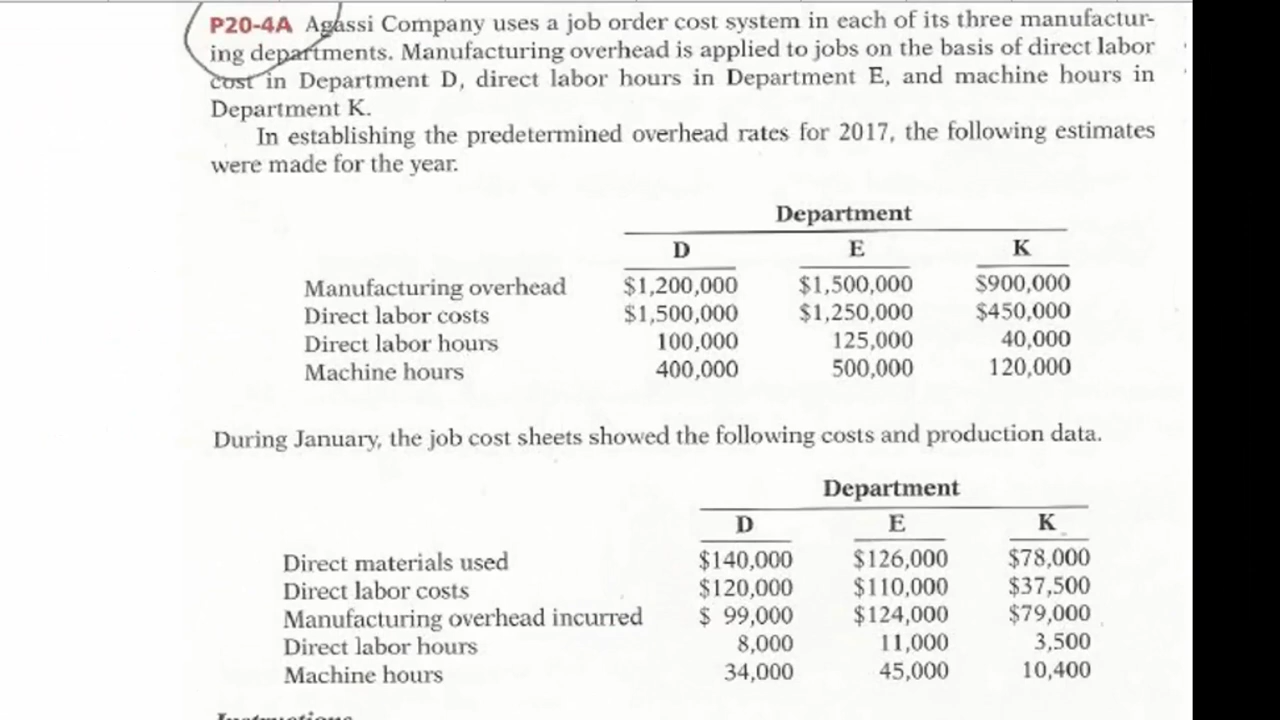 P20-4A Agassi Company uses a job order cost system in each of its three manufactur-
ing departments. Manufacturing overhead is applied to jobs on the basis of direct labor
cost in Department D, direct labor hours in Department E, and machine hours in
Department K.
In establishing the predetermined overhead rates for 2017, the following estimates
were made for the year.
Department
D E K
Manufacturing overhead $1,200,000 $1,500,000 $900,000
Direct labor costs $1,500,000 $1,250,000 $450,000
Direct labor hours 100,000 125,000 40,000
Machine hours 400,000 500,000 120,000
During January, the job cost sheets showed the following costs and production data.
Department
D E K
Direct materials used $140,000 $126,000 $78,000
Direct labor costs $120,000 $110,000 $37,500
Manufacturing overhead incurred $ 99,000 $124,000 $79,000
Direct labor hours 8,000 11,000 3,500
Machine hours 34,000 45,000 10,400
Instructions